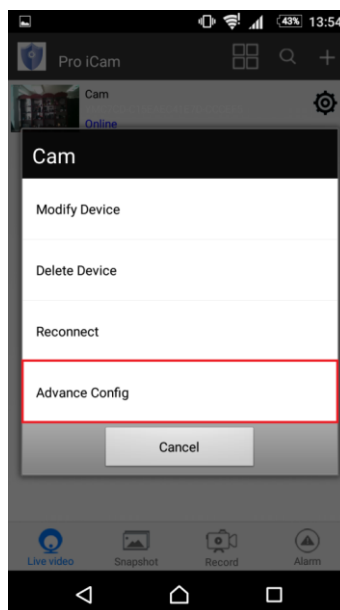 43% 13:54
Pro iCam
Cam
Online
Cam
Modify Device
Delete Device
Reconnect
Advance Config
Cancel
Live video Snapshot Record Alarm